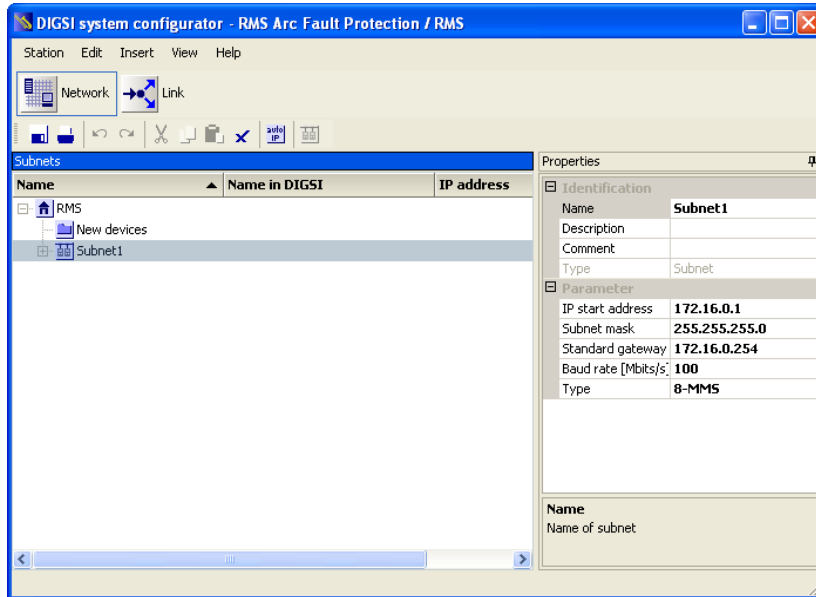 DIGSI system configurator - RMS Arc Fault Protection / RMS
Station Edit Insert View Help
Network Link
auto IP
Subnets
Name Name in DIGSI IP address
RMS
New devices
Subnet1
Properties
Identification
Name Subnet1
Description
Comment
Type Subnet
Parameter
IP start address 172.16.0.1
Subnet mask 255.255.255.0
Standard gateway 172.16.0.254
Baud rate [Mbits/s] 100
Type 8-MMS
Name
Name of subnet